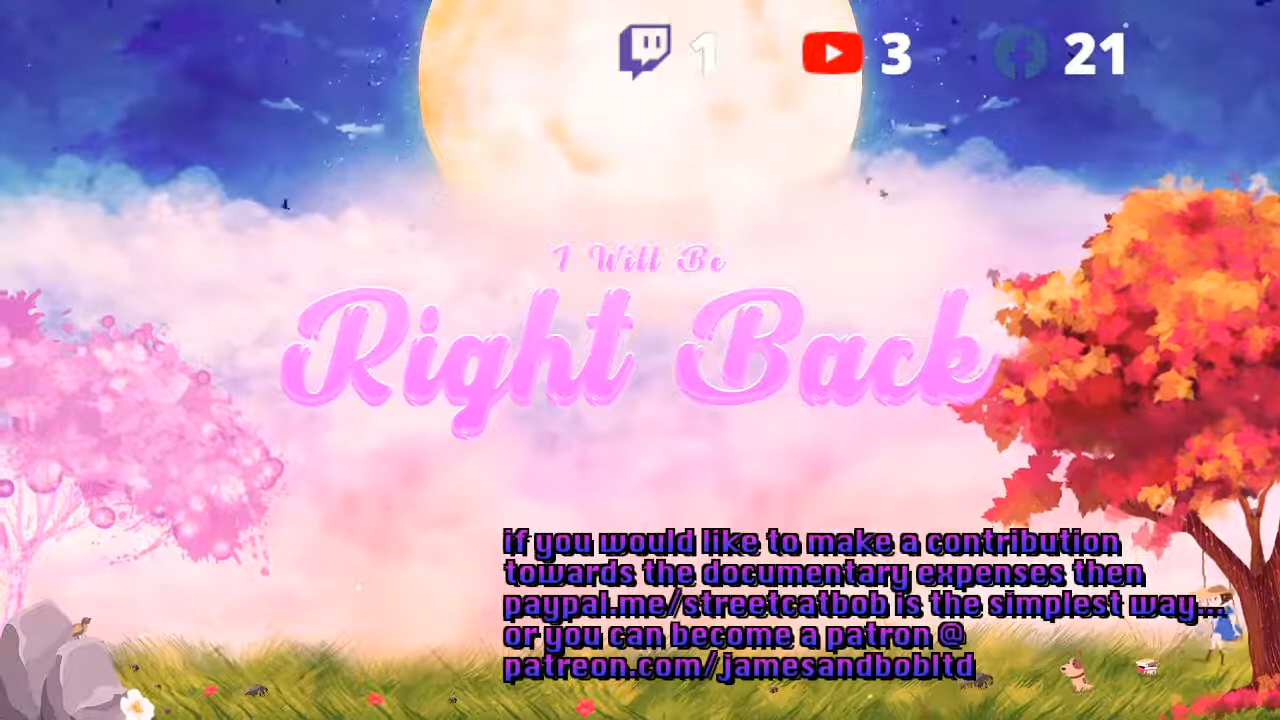 1 3 21
I Will Be
Right Back
if you would like to make a contribution
towards the documentary expenses then
paypal.me/streetcatbob is the simplest way...
or you can become a patron @
patreon.com/jamesandbobltd